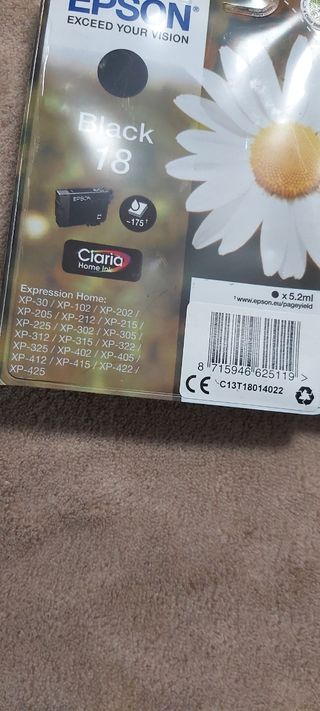 EPSON
EXCEED YOUR VISION
Black
18
EPSON
~175¹
Claria
Home Ink
x 5.2ml
¹ www.epson.eu/pageyield
Expression Home:
XP-30 / XP-102 / XP-202 /
XP-205 / XP-212 / XP-215 /
XP-225 / XP-302 / XP-305 /
XP-312 / XP-315 / XP-322 /
XP-325 / XP-402 / XP-405 /
XP-412 / XP-415 / XP-422 /
XP-425
8 715946 625119 >
CE C13T18014022